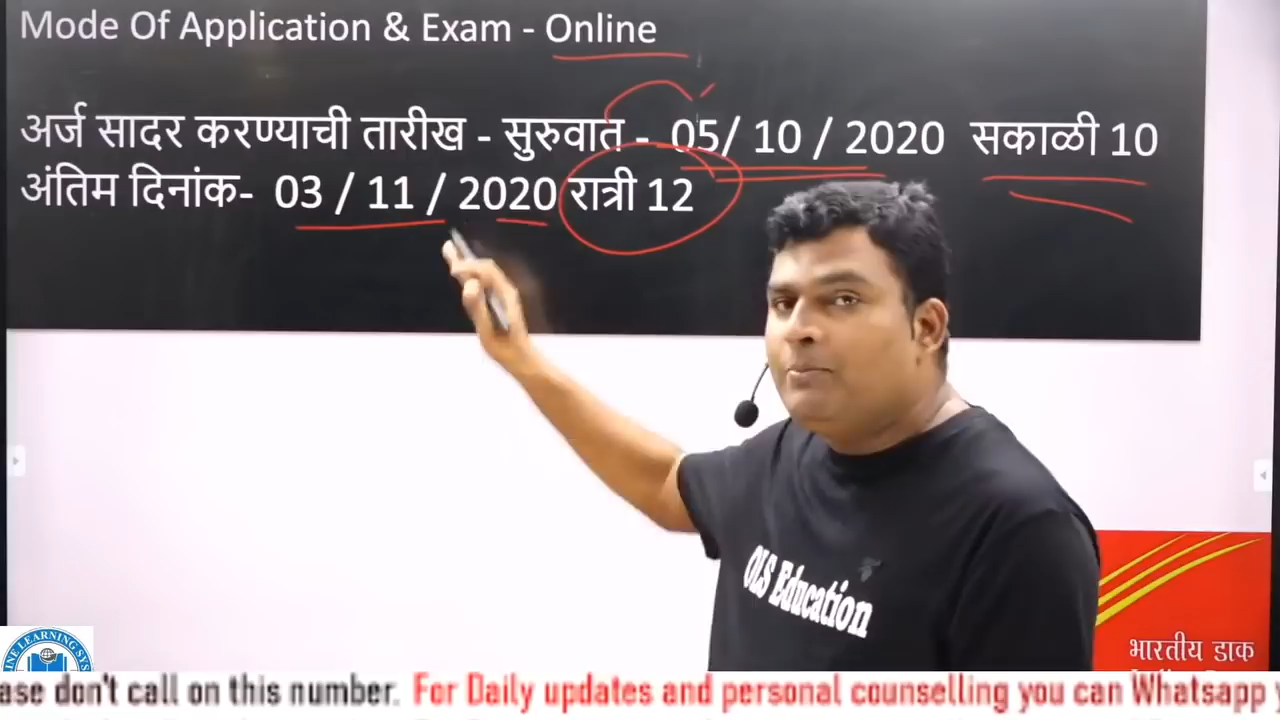 Mode Of Application & Exam - Online
अर्ज सादर करण्याची तारीख - सुरुवात - 05/ 10 / 2020 सकाळी 10
अंतिम दिनांक- 03 / 11 / 2020 रात्री 12
OLS Education
भारतीय डाक
don't call on this number. For Daily updates and personal counselling you can Whatsapp